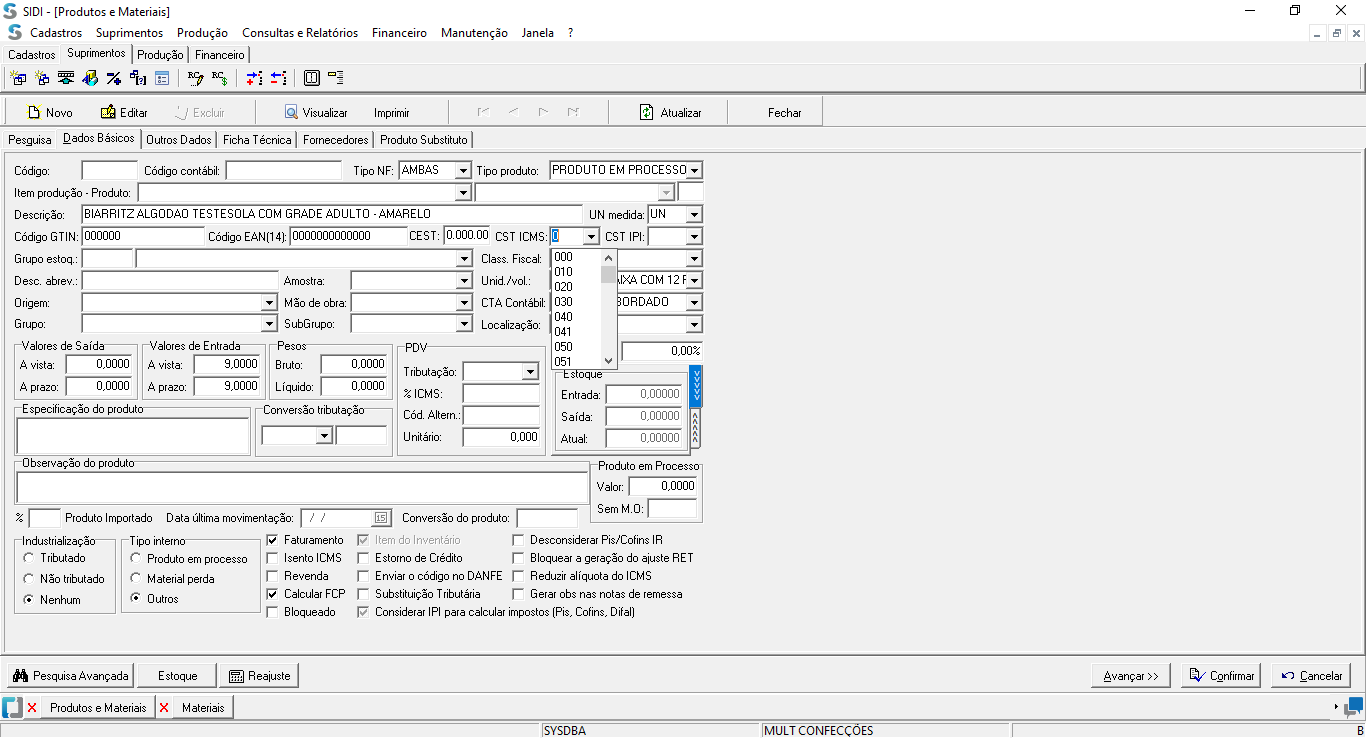 SIDI - [Produtos e Materiais]
Cadastros Suprimentos Produção Consultas e Relatórios Financeiro Manutenção Janela ?
Cadastros Suprimentos Produção Financeiro
Novo Editar Excluir Visualizar Imprimir Atualizar Fechar
Pesquisa Dados Básicos Outros Dados Ficha Técnica Fornecedores Produto Substituto
Código: Código contábil: Tipo NF: AMBAS Tipo produto: PRODUTO EM PROCESSO
Item produção - Produto:
Descrição: BIARRITZ ALGODAO TESTESOLA COM GRADE ADULTO - AMARELO UN medida: UN
Código GTIN: 000000 Código EAN(14): 0000000000000 CEST: 0.000.00 CST ICMS: 0 CST IPI:
Grupo estoq.: Class. Fiscal: 000
010
Desc. abrev.: Amostra: Unid./vol.: 020 AIXA COM 12 F
Origem: Mão de obra: CTA Contábil: 030 BORDADO
040
Grupo: SubGrupo: Localização: 041
050
051
Valores de Saída Valores de Entrada Pesos PDV
A vista: 0,0000 A vista: 9,0000 Bruto: 0,0000 0,00%
Tributação: Estoque
A prazo: 0,0000 A prazo: 9,0000 Líquido: 0,0000 % ICMS: Entrada: 0,00000
Especificação do produto Conversão tributação Cód. Altern.: Saída: 0,00000
Unitário: 0,000 Atual: 0,00000
Observação do produto Produto em Processo
Valor: 0,0000
Sem M.O:
% Produto Importado Data última movimentação: / / 15 Conversão do produto:
Industrialização Tipo interno Faturamento Item do Inventário Desconsiderar Pis/Cofins IR
Tributado Produto em processo Isento ICMS Estorno de Crédito Bloquear a geração do ajuste RET
Não tributado Material perda Revenda Enviar o código no DANFE Reduzir alíquota do ICMS
Nenhum Outros Calcular FCP Substituição Tributária Gerar obs nas notas de remessa
Bloqueado Considerar IPI para calcular impostos (Pis, Cofins, Difal)
Pesquisa Avançada Estoque Reajuste Avançar >> Confirmar Cancelar
Produtos e Materiais Materiais
SYSDBA MULT CONFECÇÕES B